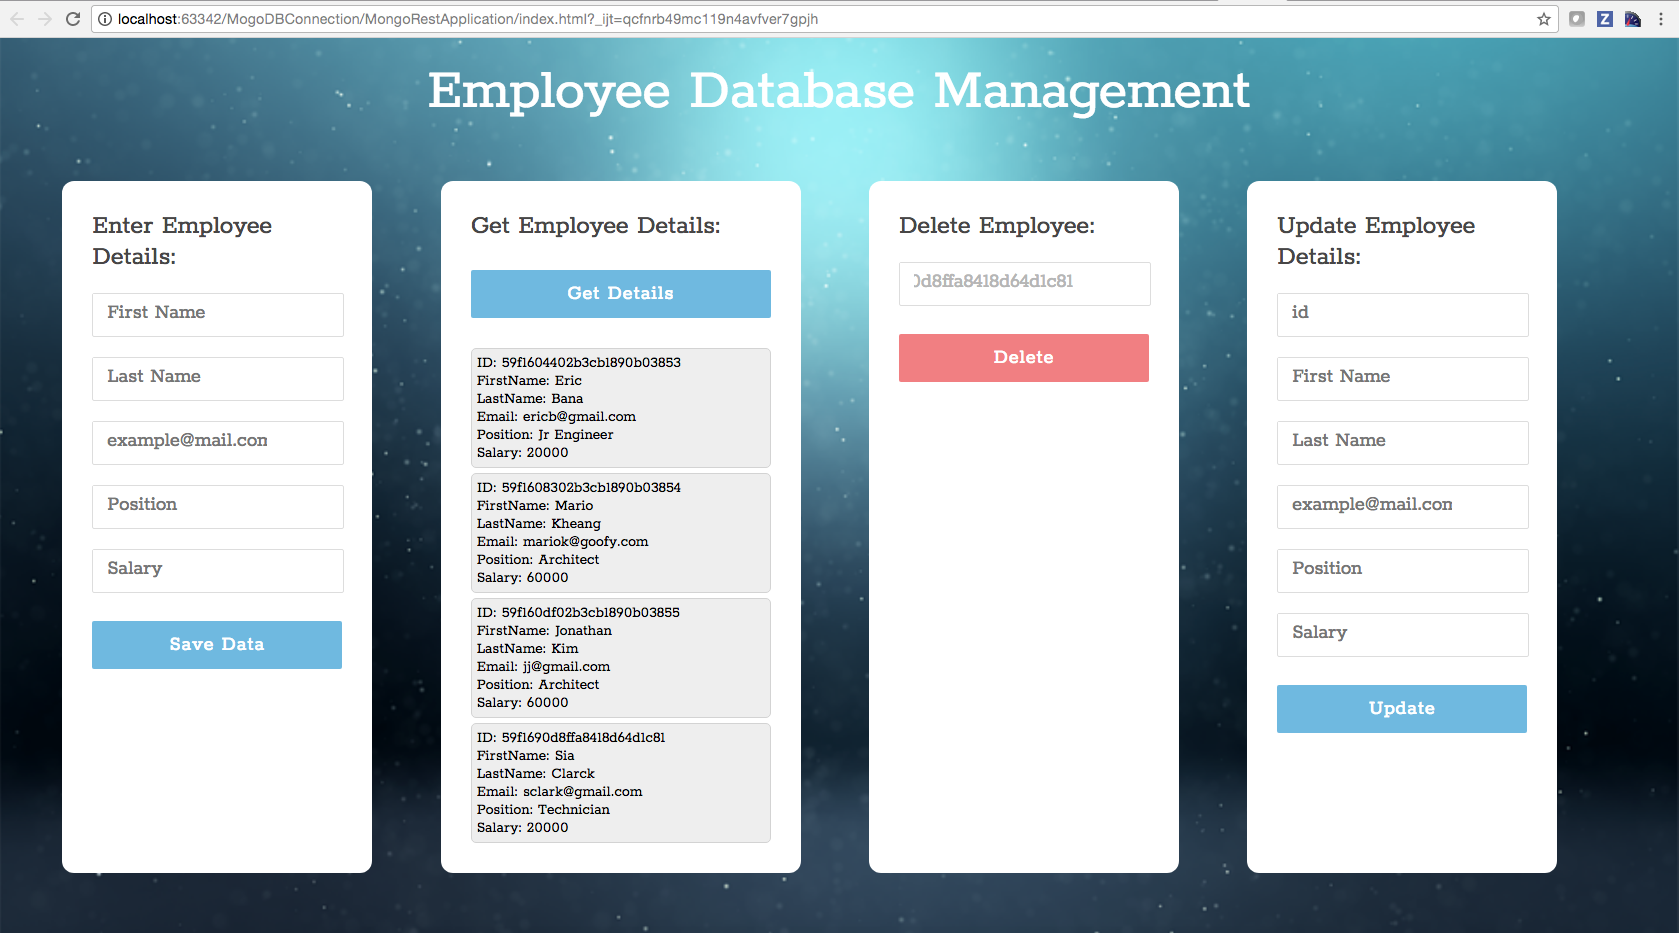 localhost:63342/MogoDBConnection/MongoRestApplication/index.html?_ijt=qcfnrb49mc119n4avfver7gpjh
Z
Employee Database Management
Enter Employee
Details:
First Name
Last Name
example@mail.com
Position
Salary
Save Data
Get Employee Details:
Get Details
ID: 59f1604402b3cb1890b03853
FirstName: Eric
LastName: Bana
Email: ericb@gmail.com
Position: Jr Engineer
Salary: 20000
ID: 59f1608302b3cb1890b03854
FirstName: Mario
LastName: Kheang
Email: mariok@goofy.com
Position: Architect
Salary: 60000
ID: 59f160df02b3cb1890b03855
FirstName: Jonathan
LastName: Kim
Email: jj@gmail.com
Position: Architect
Salary: 60000
ID: 59f1690d8ffa8418d64d1c81
FirstName: Sia
LastName: Clarck
Email: sclark@gmail.com
Position: Technician
Salary: 20000
Delete Employee:
0d8ffa8418d64d1c81
Delete
Update Employee
Details:
id
First Name
Last Name
example@mail.com
Position
Salary
Update